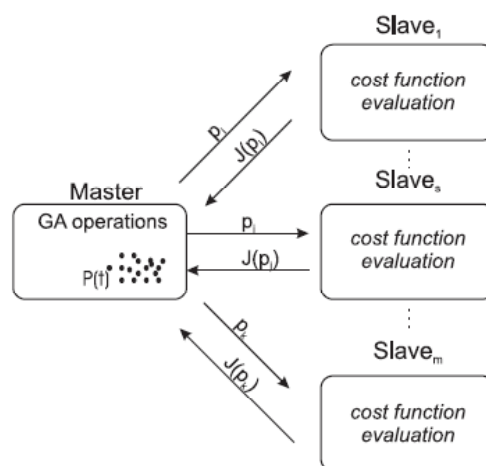 Slave₁
cost function
evaluation
pᵢ
J(pᵢ)
Master
GA operations
P(t)
Slaveₛ
cost function
evaluation
pⱼ
J(pⱼ)
pₖ
J(pₖ)
Slaveₘ
cost function
evaluation